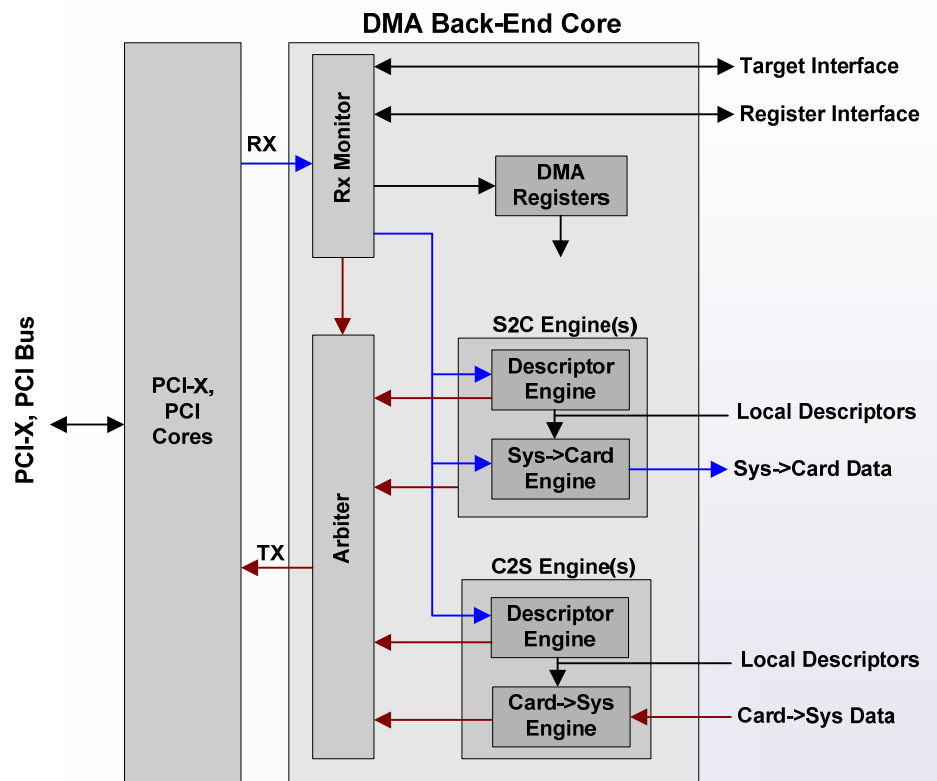 DMA Back-End Core
Target Interface
Register Interface
RX
Rx Monitor
DMA
Registers
S2C Engine(s)
Descriptor
Engine
Local Descriptors
Sys->Card
Engine
Sys->Card Data
PCI-X, PCI Bus
PCI-X,
PCI
Cores
Arbiter
TX
C2S Engine(s)
Descriptor
Engine
Local Descriptors
Card->Sys
Engine
Card->Sys Data